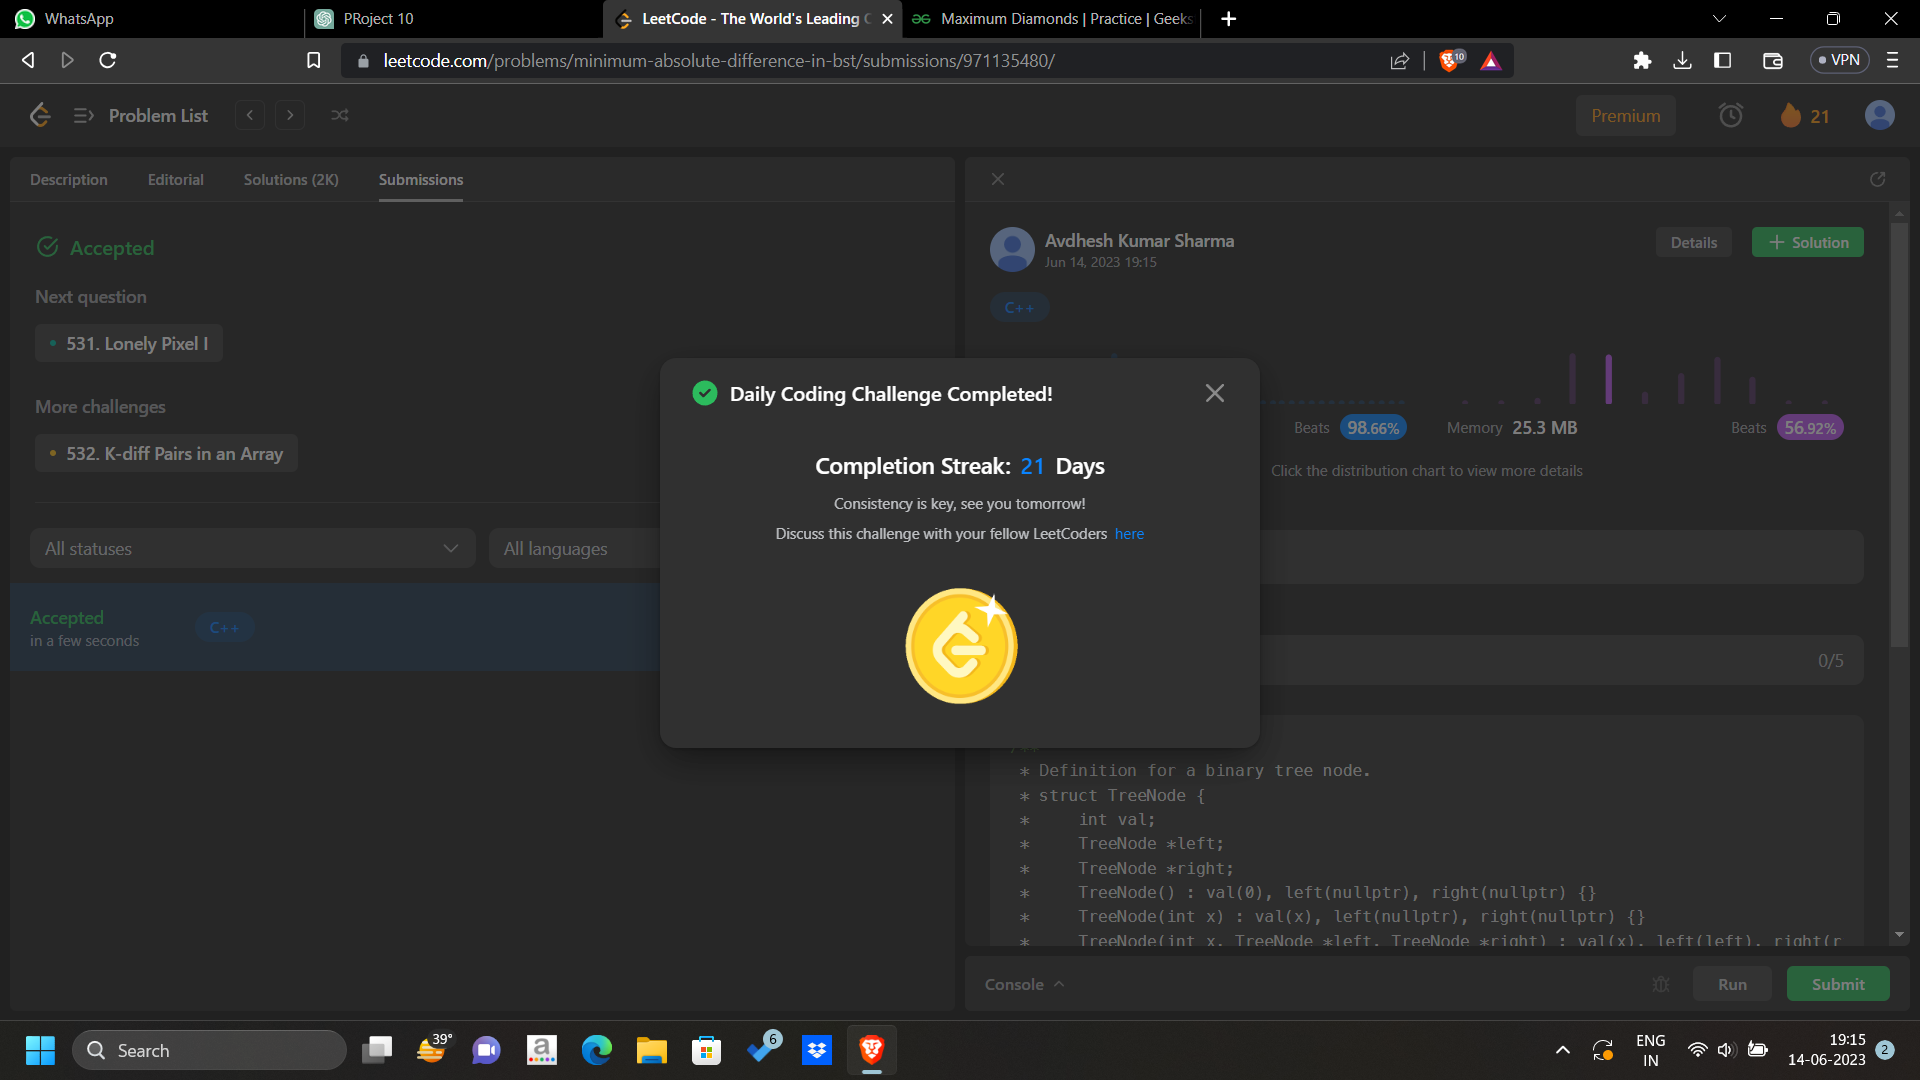 WhatsApp
PRoject 10
LeetCode - The World's Leading C
Maximum Diamonds | Practice | Geeks
leetcode.com/problems/minimum-absolute-difference-in-bst/submissions/971135480/
10
VPN
Problem List
Premium
21
Description
Editorial
Solutions (2K)
Submissions
Accepted
Next question
531. Lonely Pixel I
More challenges
532. K-diff Pairs in an Array
All statuses
All languages
Accepted
in a few seconds
C++
Avdhesh Kumar Sharma
Jun 14, 2023 19:15
Details
+ Solution
C++
Beats 98.66%
Memory 25.3 MB
Beats 56.92%
Click the distribution chart to view more details
0/5
Daily Coding Challenge Completed!
Completion Streak: 21 Days
Consistency is key, see you tomorrow!
Discuss this challenge with your fellow LeetCoders here
/**
* Definition for a binary tree node.
* struct TreeNode {
*     int val;
*     TreeNode *left;
*     TreeNode *right;
*     TreeNode() : val(0), left(nullptr), right(nullptr) {}
*     TreeNode(int x) : val(x), left(nullptr), right(nullptr) {}
*     TreeNode(int x, TreeNode *left, TreeNode *right) : val(x), left(left), right(r
Console
Run
Submit
Search
39°
a
6
ENG
IN
19:15
14-06-2023
2